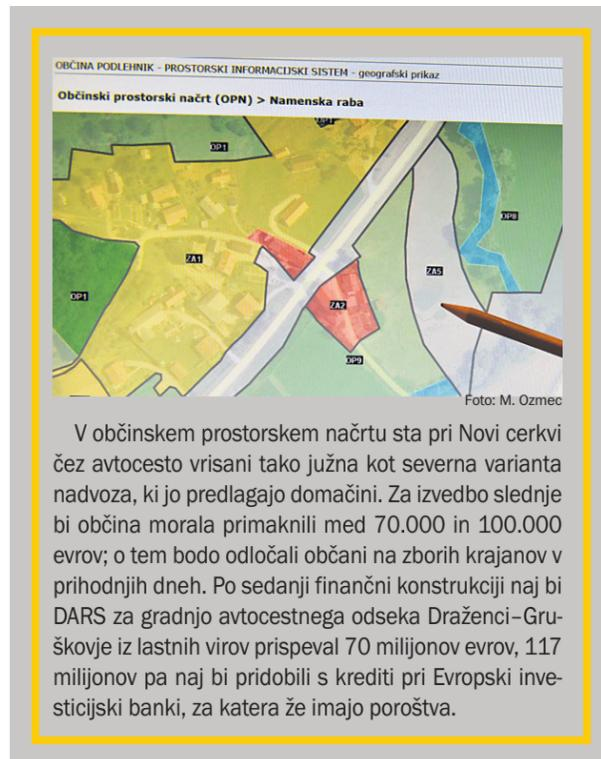 OBČINA PODLEHNIK - PROSTORSKI INFORMACIJSKI SISTEM - geografski prikaz
Občinski prostorski načrt (OPN) > Namenska raba
OP1
OP8
ZA1
ZA5
OP1
ZA2
OP9
Foto: M. Ozmec
V občinskem prostorskem načrtu sta pri Novi cerkvi
čez avtocesto vrisani tako južna kot severna varianta
nadvoza, ki jo predlagajo domačini. Za izvedbo slednje
bi občina morala primaknili med 70.000 in 100.000
evrov; o tem bodo odločali občani na zborih krajanov v
prihodnjih dneh. Po sedanji finančni konstrukciji naj bi
DARS za gradnjo avtocestnega odseka Draženci–Gru-
škovje iz lastnih virov prispeval 70 milijonov evrov, 117
milijonov pa naj bi pridobili s krediti pri Evropski inve-
sticijski banki, za katera že imajo poroštva.